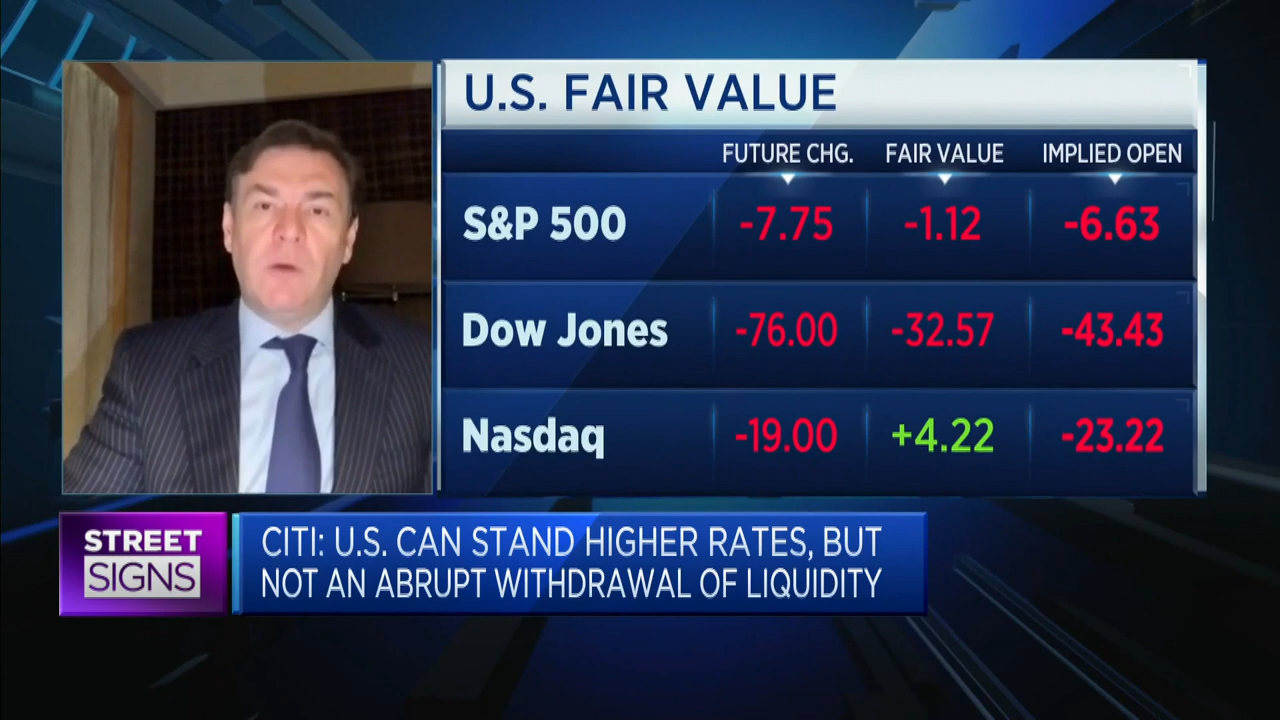 U.S. FAIR VALUE
FUTURE CHG. FAIR VALUE IMPLIED OPEN
S&P 500 -7.75 -1.12 -6.63
Dow Jones -76.00 -32.57 -43.43
Nasdaq -19.00 +4.22 -23.22
STREET
SIGNS
CITI: U.S. CAN STAND HIGHER RATES, BUT
NOT AN ABRUPT WITHDRAWAL OF LIQUIDITY